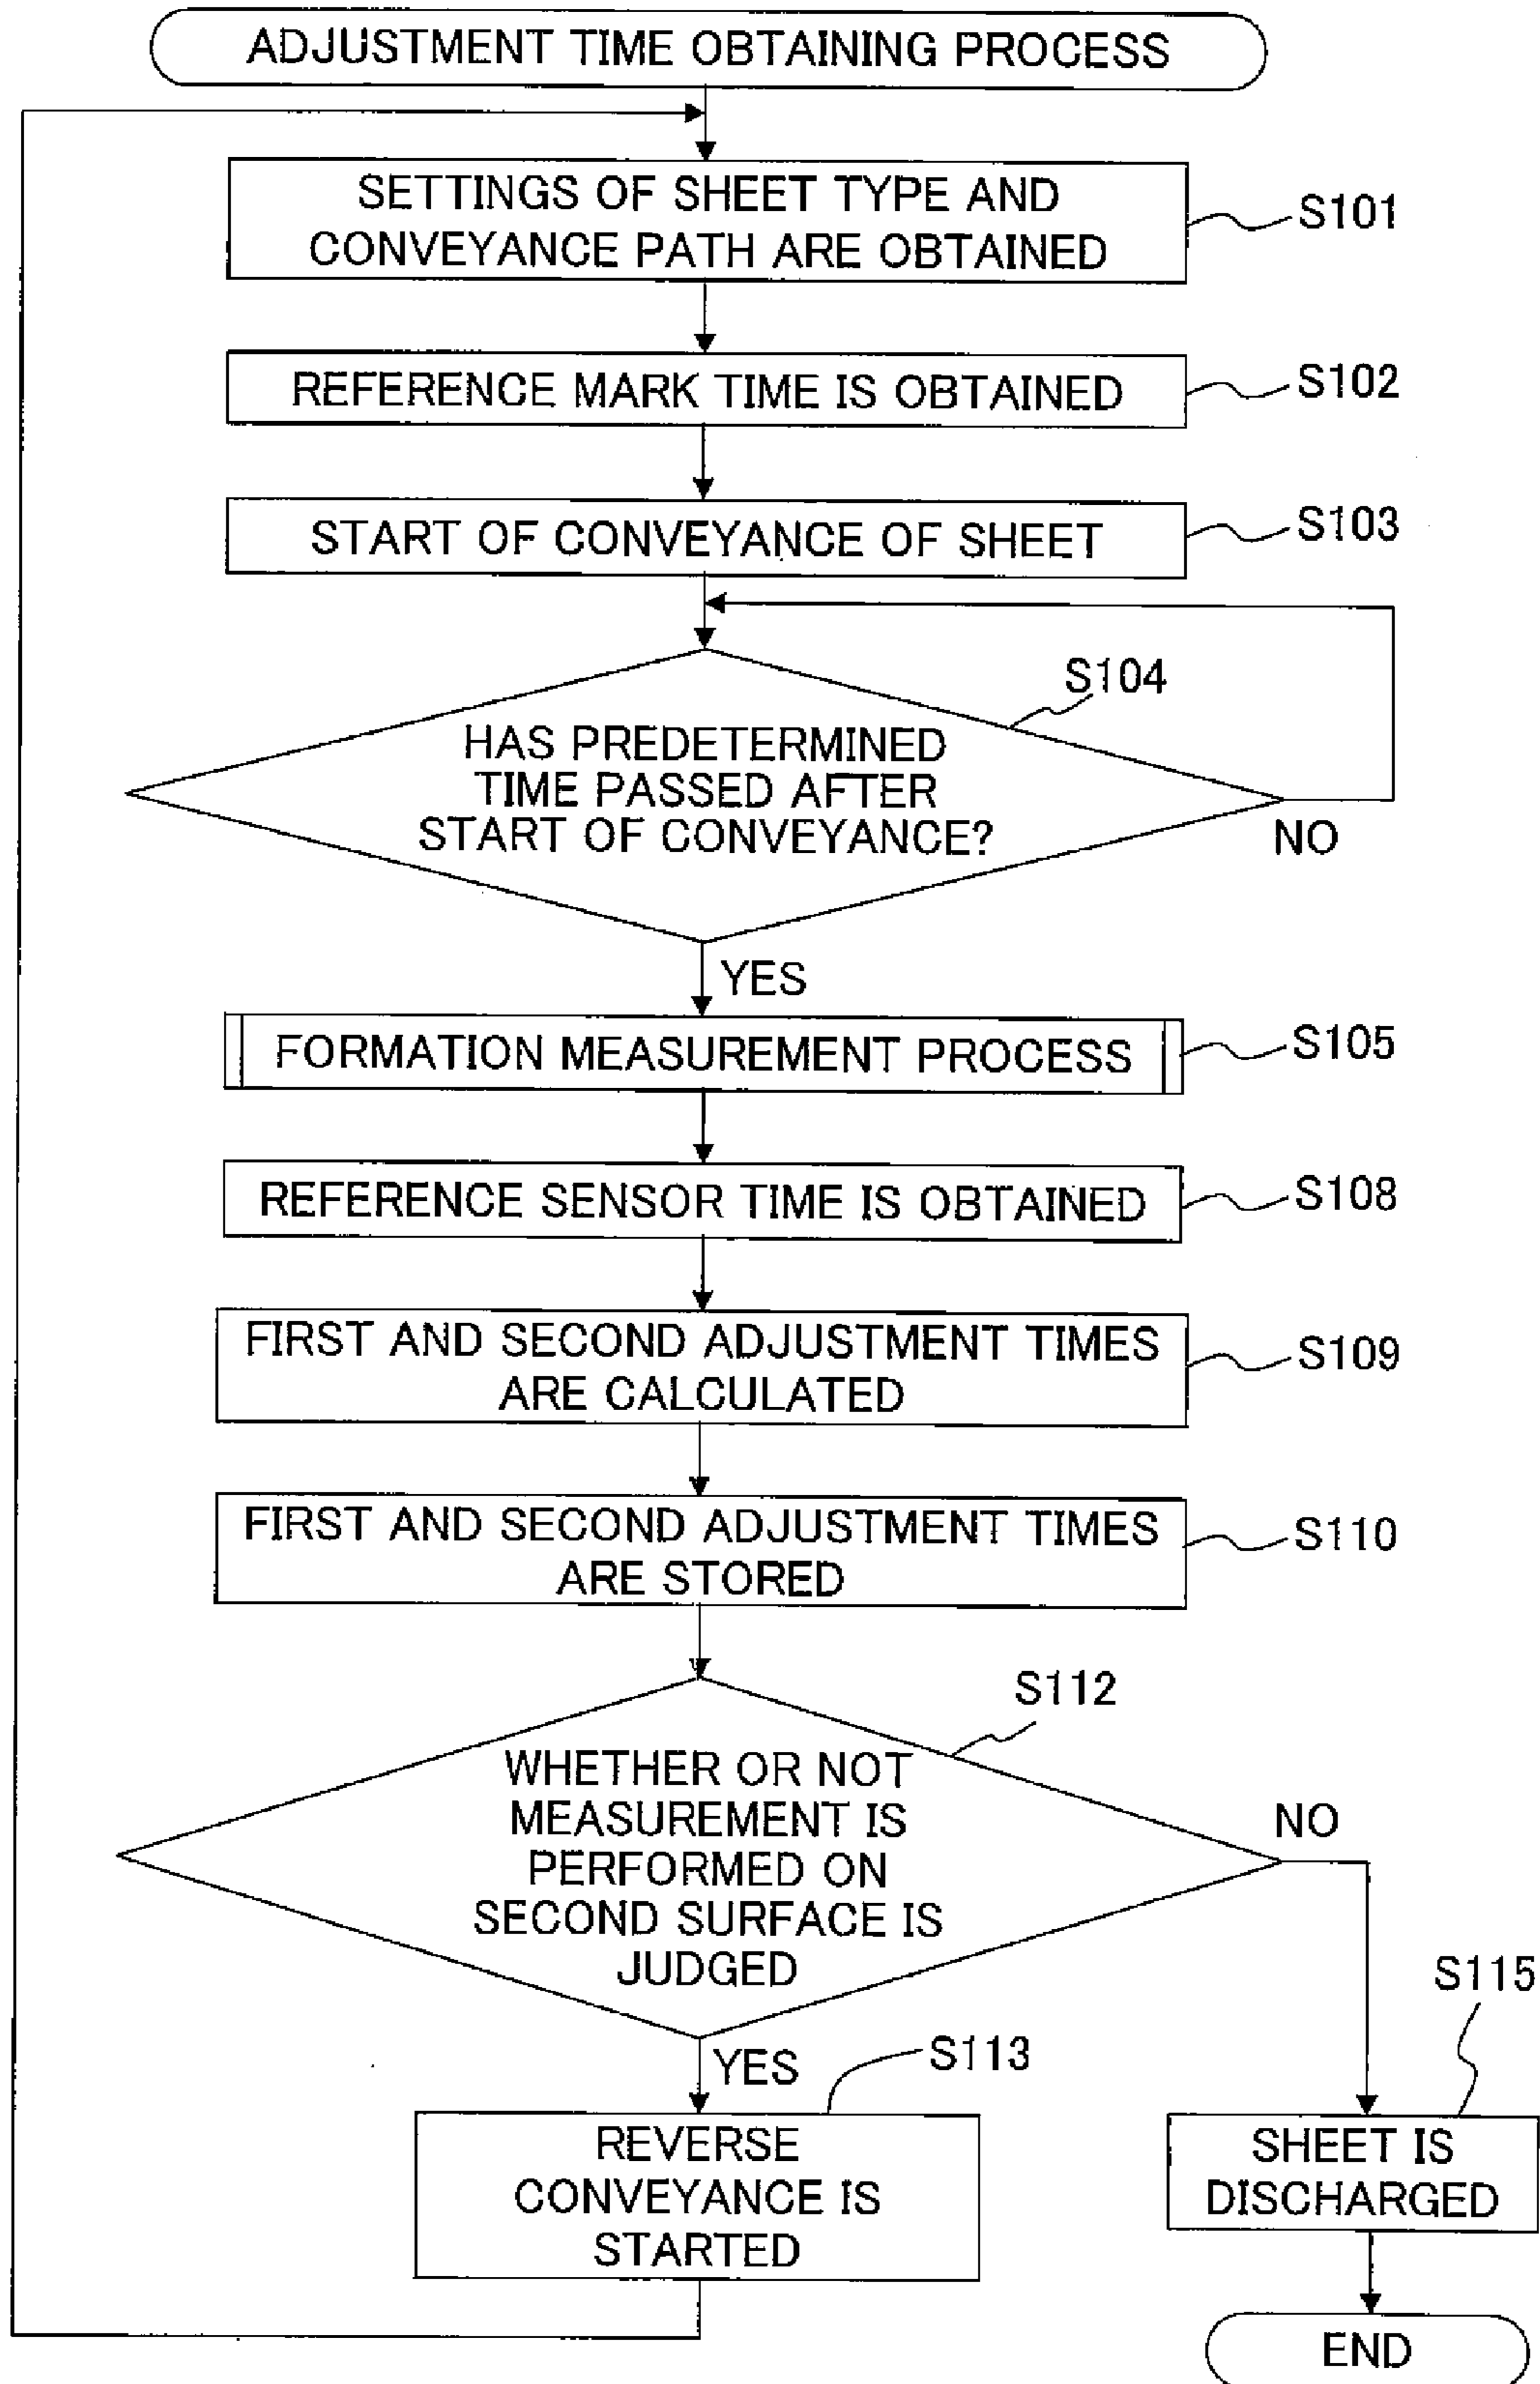 ADJUSTMENT TIME OBTAINING PROCESS
SETTINGS OF SHEET TYPE AND
CONVEYANCE PATH ARE OBTAINED
S101
REFERENCE MARK TIME IS OBTAINED
S102
START OF CONVEYANCE OF SHEET
S103
S104
HAS PREDETERMINED
TIME PASSED AFTER
START OF CONVEYANCE?
NO
YES
FORMATION MEASUREMENT PROCESS
S105
REFERENCE SENSOR TIME IS OBTAINED
S108
FIRST AND SECOND ADJUSTMENT TIMES
ARE CALCULATED
S109
FIRST AND SECOND ADJUSTMENT TIMES
ARE STORED
S110
S112
WHETHER OR NOT
MEASUREMENT IS
PERFORMED ON
SECOND SURFACE IS
JUDGED
NO
YES
S113
S115
REVERSE
CONVEYANCE IS
STARTED
SHEET IS
DISCHARGED
END